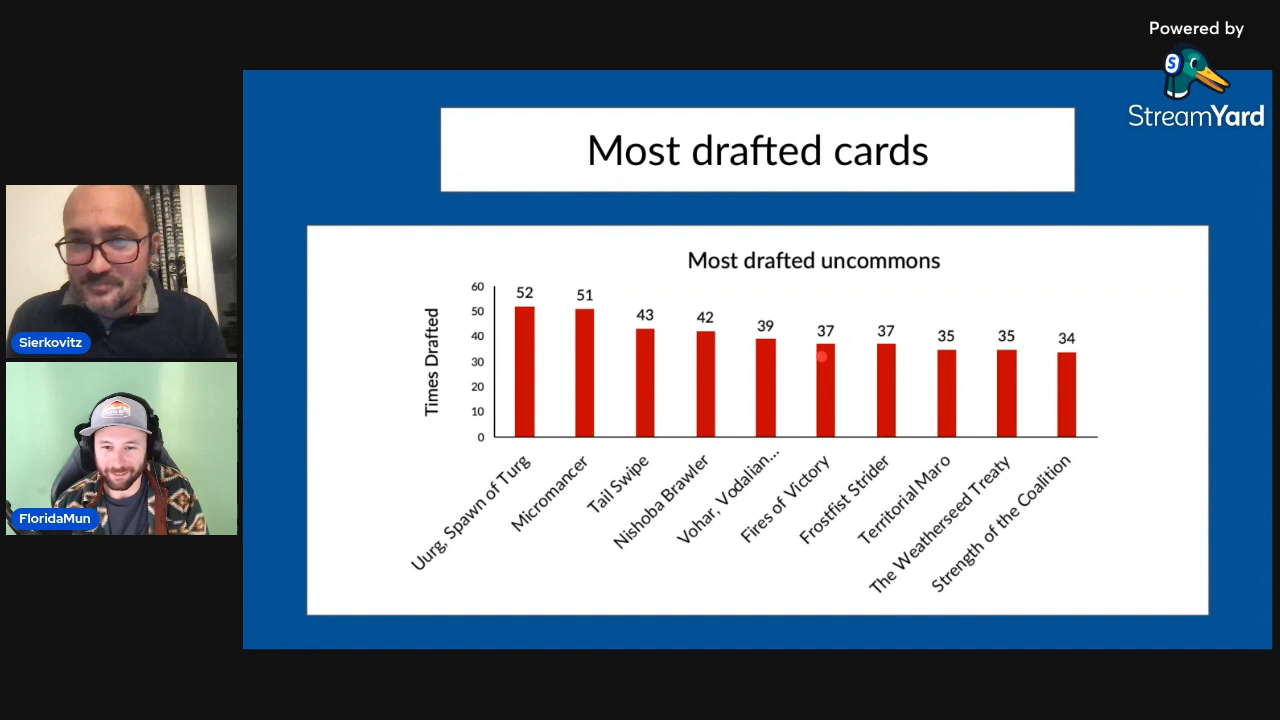 Powered by
S
StreamYard
Most drafted cards
Most drafted uncommons
Times Drafted
60
50
40
30
20
10
0
52
51
43
42
39
37
37
35
35
34
Uurg, Spawn of Turg
Micromancer
Tail Swipe
Nishoba Brawler
Vohar, Vodalian...
Fires of Victory
Frostfist Strider
Territorial Maro
The Weatherseed Treaty
Strength of the Coalition
Sierkovitz
FloridaMun